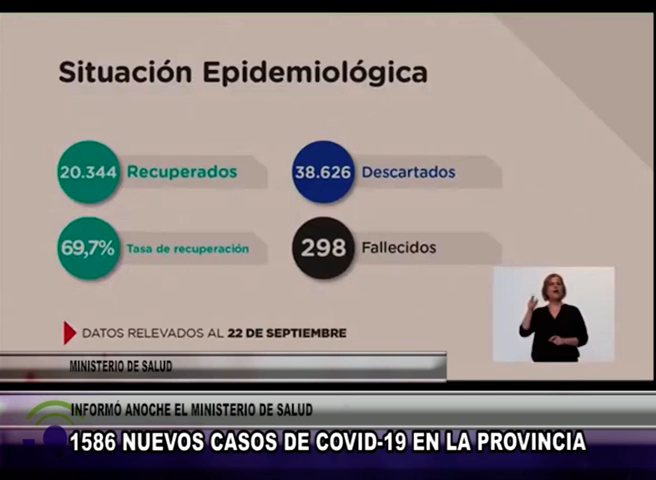 Situación Epidemiológica
20.344 Recuperados
38.626 Descartados
69,7% Tasa de recuperación
298 Fallecidos
DATOS RELEVADOS AL 22 DE SEPTIEMBRE
MINISTERIO DE SALUD
INFORMÓ ANOCHE EL MINISTERIO DE SALUD
1586 NUEVOS CASOS DE COVID-19 EN LA PROVINCIA